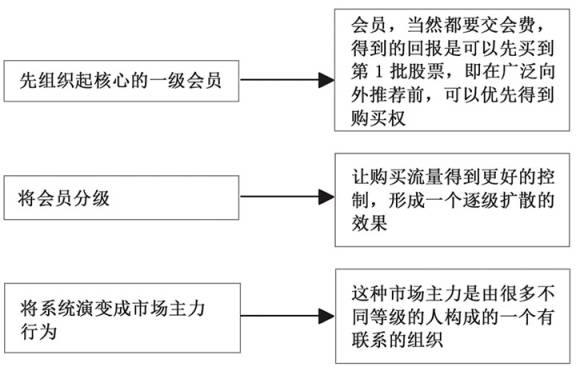 先组织起核心的一级会员
会员，当然都要交会费，
得到的回报是可以先买到
第 1 批股票，即在广泛向
外推荐前，可以优先得到
购买权
将会员分级
让购买流量得到更好的控
制，形成一个逐级扩散的
效果
将系统演变成市场主力
行为
这种市场主力是由很多不
同等级的人构成的一个有
联系的组织